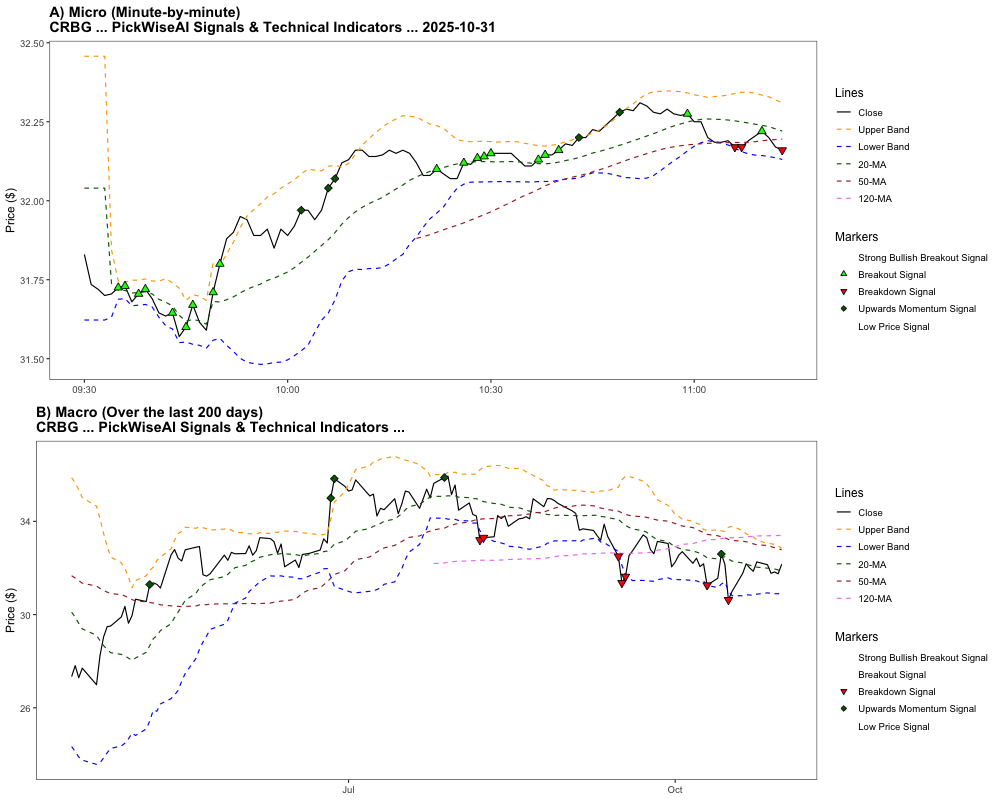 A) Micro (Minute-by-minute)
CRBG ... PickWiseAI Signals & Technical Indicators ... 2025-10-31
32.50
32.25
32.00
31.75
31.50
Price ($)
09:30
10:00
10:30
11:00
Lines
Close
Upper Band
Lower Band
20-MA
50-MA
120-MA
Markers
Strong Bullish Breakout Signal
Breakout Signal
Breakdown Signal
Upwards Momentum Signal
Low Price Signal
B) Macro (Over the last 200 days)
CRBG ... PickWiseAI Signals & Technical Indicators ...
34
30
26
Price ($)
Jul
Oct
Lines
Close
Upper Band
Lower Band
20-MA
50-MA
120-MA
Markers
Strong Bullish Breakout Signal
Breakout Signal
Breakdown Signal
Upwards Momentum Signal
Low Price Signal